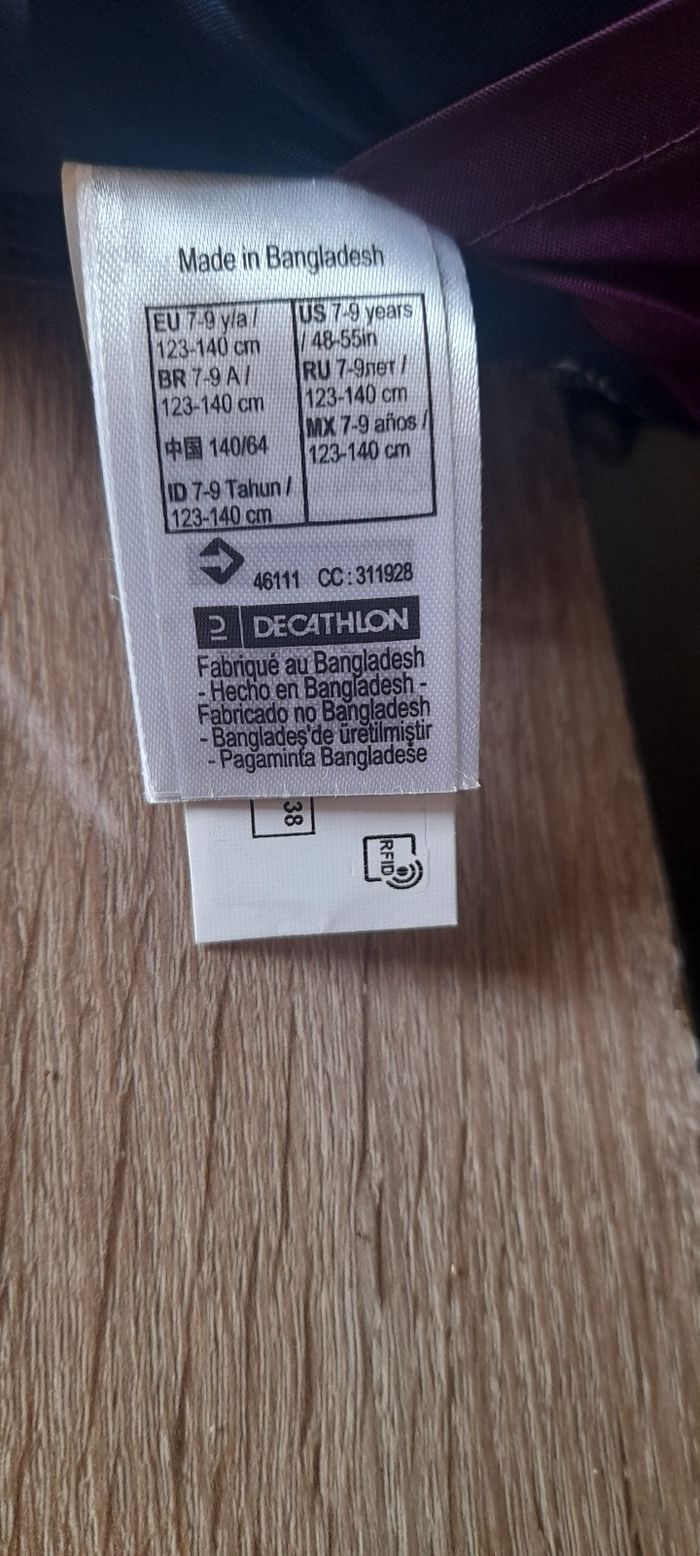 Made in Bangladesh
EU 7-9 y/a /
123-140 cm
BR 7-9 A /
123-140 cm
中国 140/64
ID 7-9 Tahun /
123-140 cm
US 7-9 years
/ 48-55in
RU 7-9лет /
123-140 cm
MX 7-9 años /
123-140 cm
46111 CC : 311928
DECATHLON
Fabriqué au Bangladesh
- Hecho en Bangladesh -
Fabricado no Bangladesh
- Bangladeş'de üretilmiştir
- Pagaminta Bangladeše
38
RFID